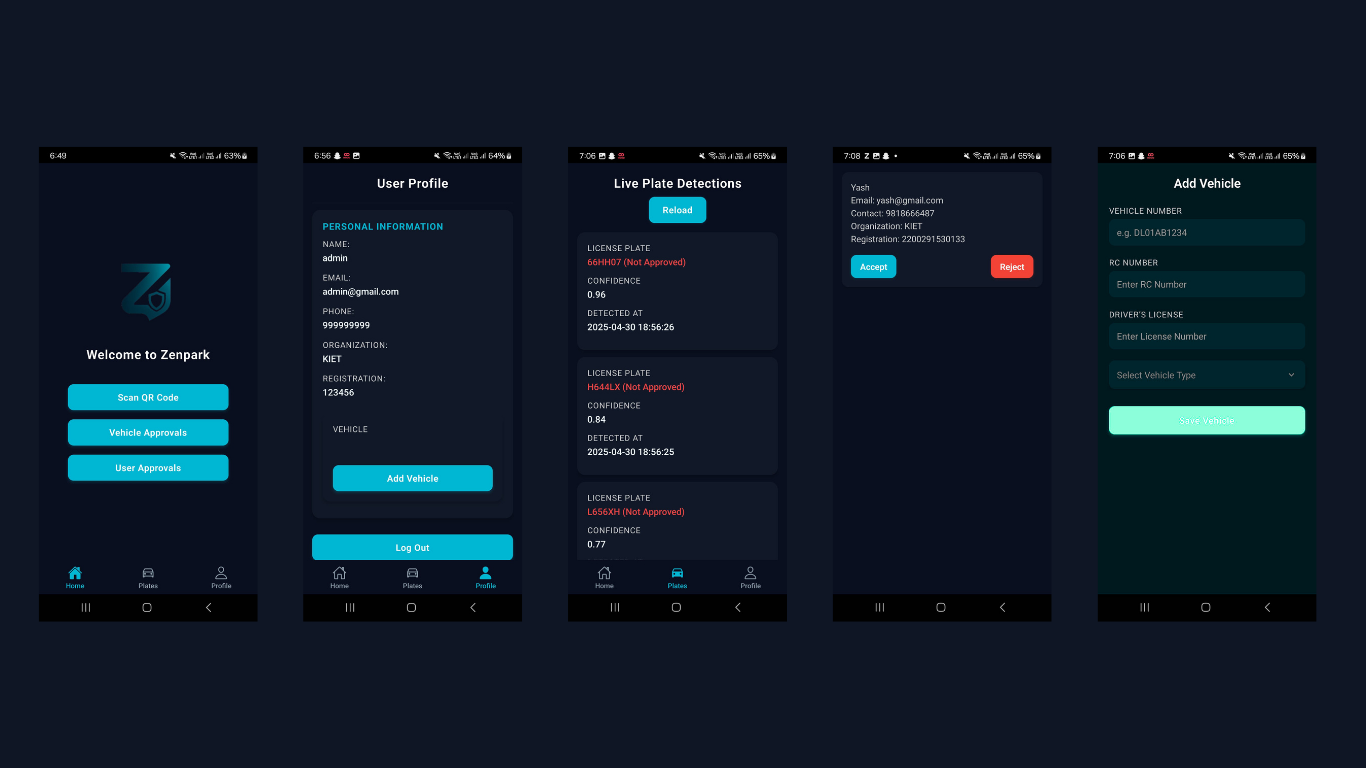 6:49
63%
Welcome to Zenpark
Scan QR Code
Vehicle Approvals
User Approvals
Home
Plates
Profile
6:56
64%
User Profile
PERSONAL INFORMATION
NAME:
admin
EMAIL:
admin@gmail.com
PHONE:
999999999
ORGANIZATION:
KIET
REGISTRATION:
123456
VEHICLE
Add Vehicle
Log Out
Home
Plates
Profile
7:06
65%
Live Plate Detections
Reload
LICENSE PLATE
66HH07 (Not Approved)
CONFIDENCE
0.96
DETECTED AT
2025-04-30 18:56:26
LICENSE PLATE
H644LX (Not Approved)
CONFIDENCE
0.84
DETECTED AT
2025-04-30 18:56:25
LICENSE PLATE
L656XH (Not Approved)
CONFIDENCE
0.77
Home
Plates
Profile
7:08
65%
Yash
Email: yash@gmail.com
Contact: 9818666487
Organization: KIET
Registration: 2200291530133
Accept
Reject
7:06
65%
Add Vehicle
VEHICLE NUMBER
e.g. DL01AB1234
RC NUMBER
Enter RC Number
DRIVER'S LICENSE
Enter License Number
Select Vehicle Type
Save Vehicle